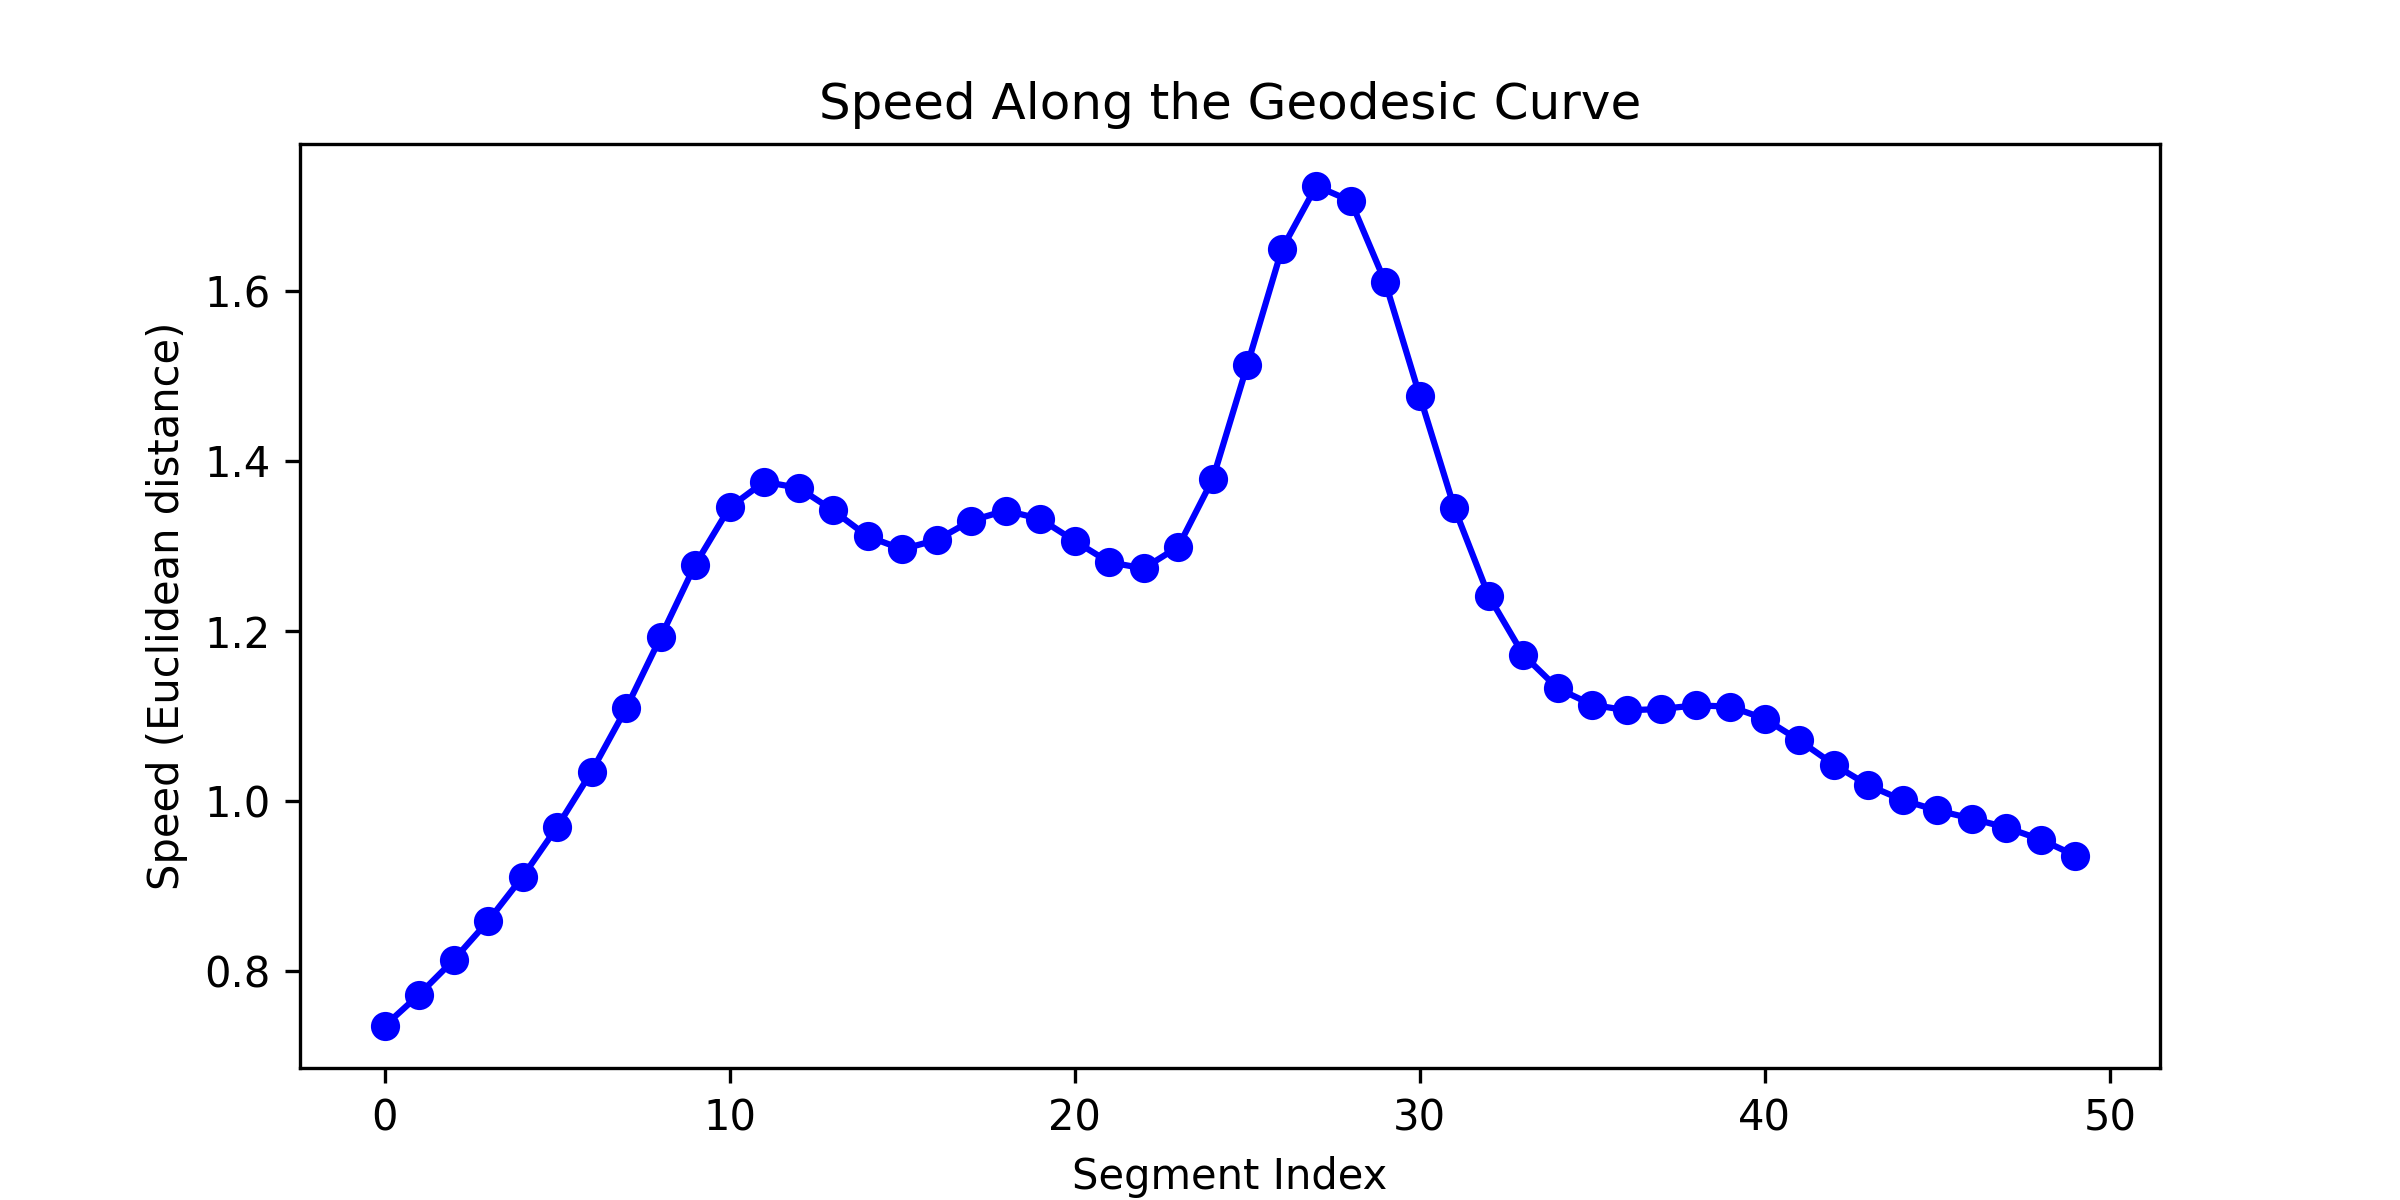 Speed Along the Geodesic Curve
Speed (Euclidean distance)
1.6
1.4
1.2
1.0
0.8
0 10 20 30 40 50
Segment Index